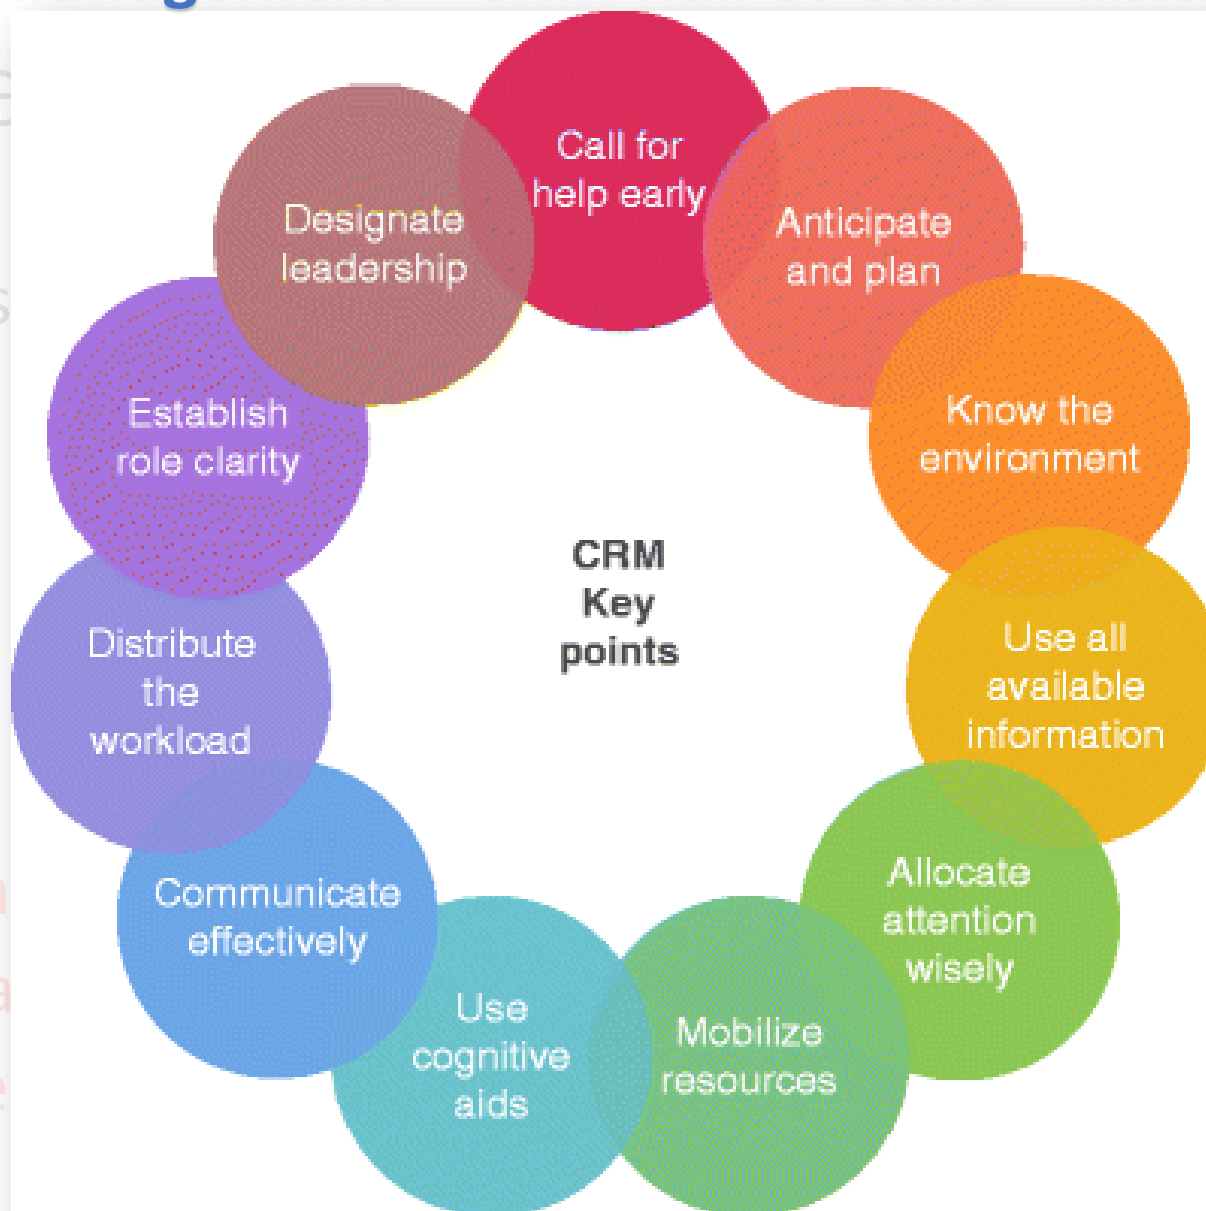 Call for
help early
Anticipate
and plan
Know the
environment
Use all
available
information
Allocate
attention
wisely
Mobilize
resources
Use
cognitive
aids
Communicate
effectively
Distribute
the
workload
Establish
role clarity
Designate
leadership
CRM
Key
points